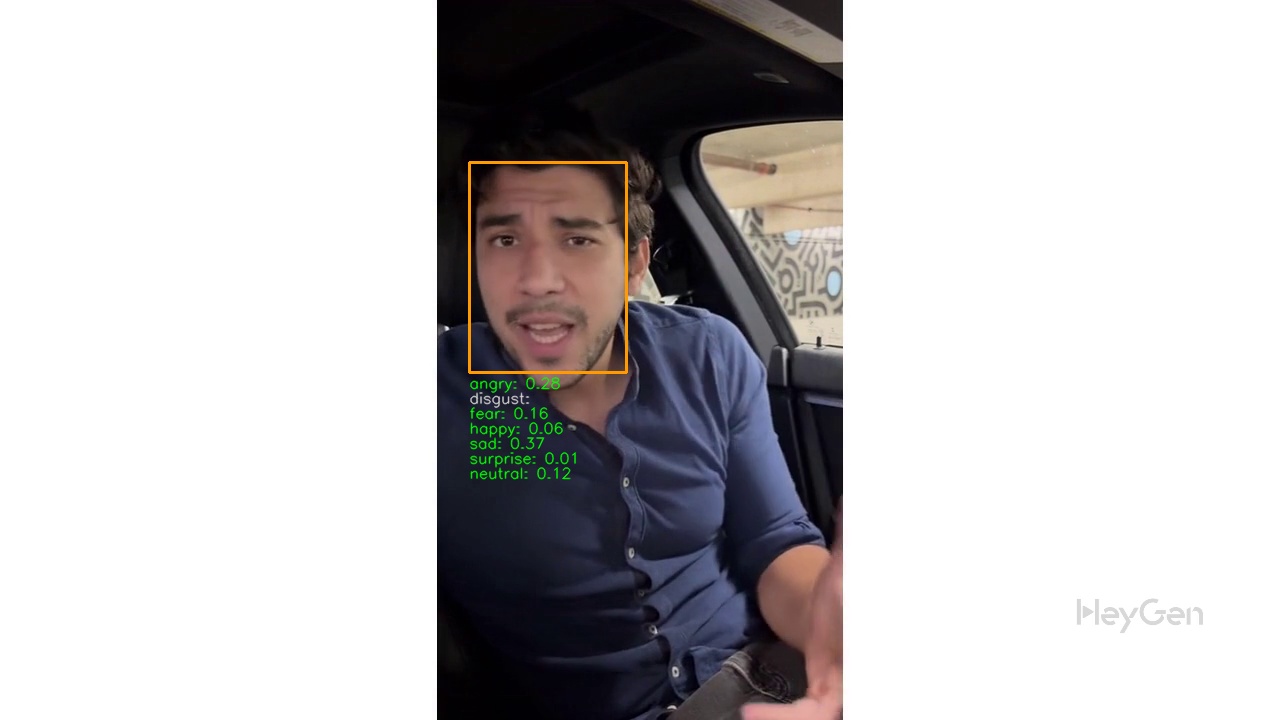 angry: 0.28
disgust:
fear: 0.16
happy: 0.06
sad: 0.37
surprise: 0.01
neutral: 0.12
HeyGen